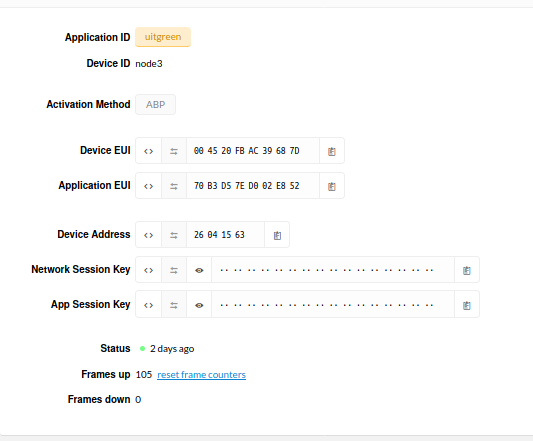 Application ID uitgreen
Device ID node3
Activation Method ABP
Device EUI <> 00 45 20 FB AC 39 68 7D
Application EUI <> 70 B3 D5 7E D0 02 E8 52
Device Address <> 26 04 15 63
Network Session Key <> .. .. .. .. .. .. .. .. .. .. .. .. .. .. .. ..
App Session Key <> .. .. .. .. .. .. .. .. .. .. .. .. .. .. .. ..
Status 2 days ago
Frames up 105 reset frame counters
Frames down 0